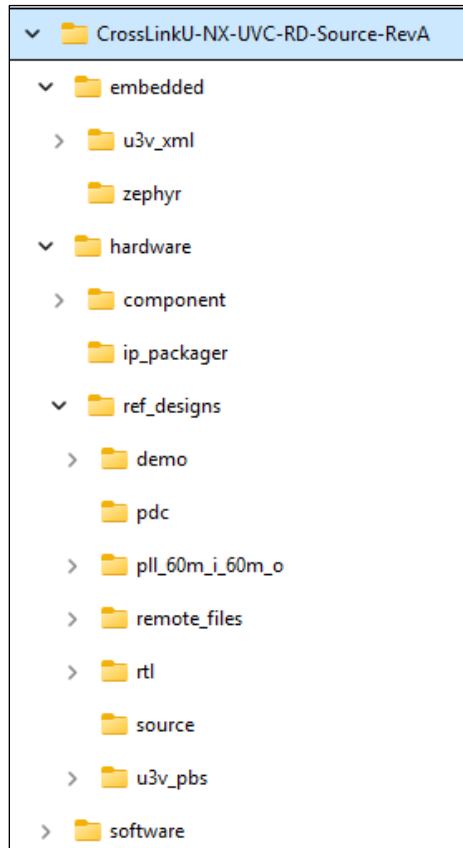 CrossLinkU-NX-UVC-RD-Source-RevA
embedded
u3v_xml
zephyr
hardware
component
ip_packager
ref_designs
demo
pdc
pll_60m_i_60m_o
remote_files
rtl
source
u3v_pbs
software